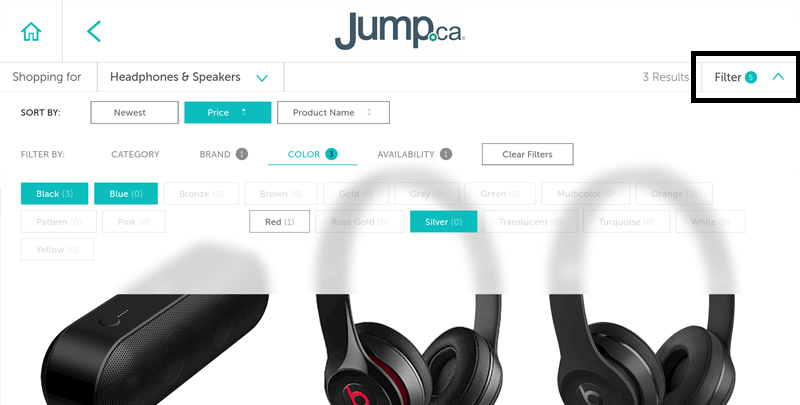 Jump.ca
Shopping for Headphones & Speakers 3 Results Filter 5
SORT BY: Newest Price Product Name
FILTER BY: CATEGORY BRAND 1 COLOR 3 AVAILABILITY 1 Clear Filters
Black (3) Blue (0) Bronze (0) Brown (0) Gold (0) Gray (0) Green (0) Multicolor (0) Orange (0)
Pattern (0) Pink (0) Red (1) Rose Gold (0) Silver (0) Translucent (0) Turquoise (0) White (0)
Yellow (0)